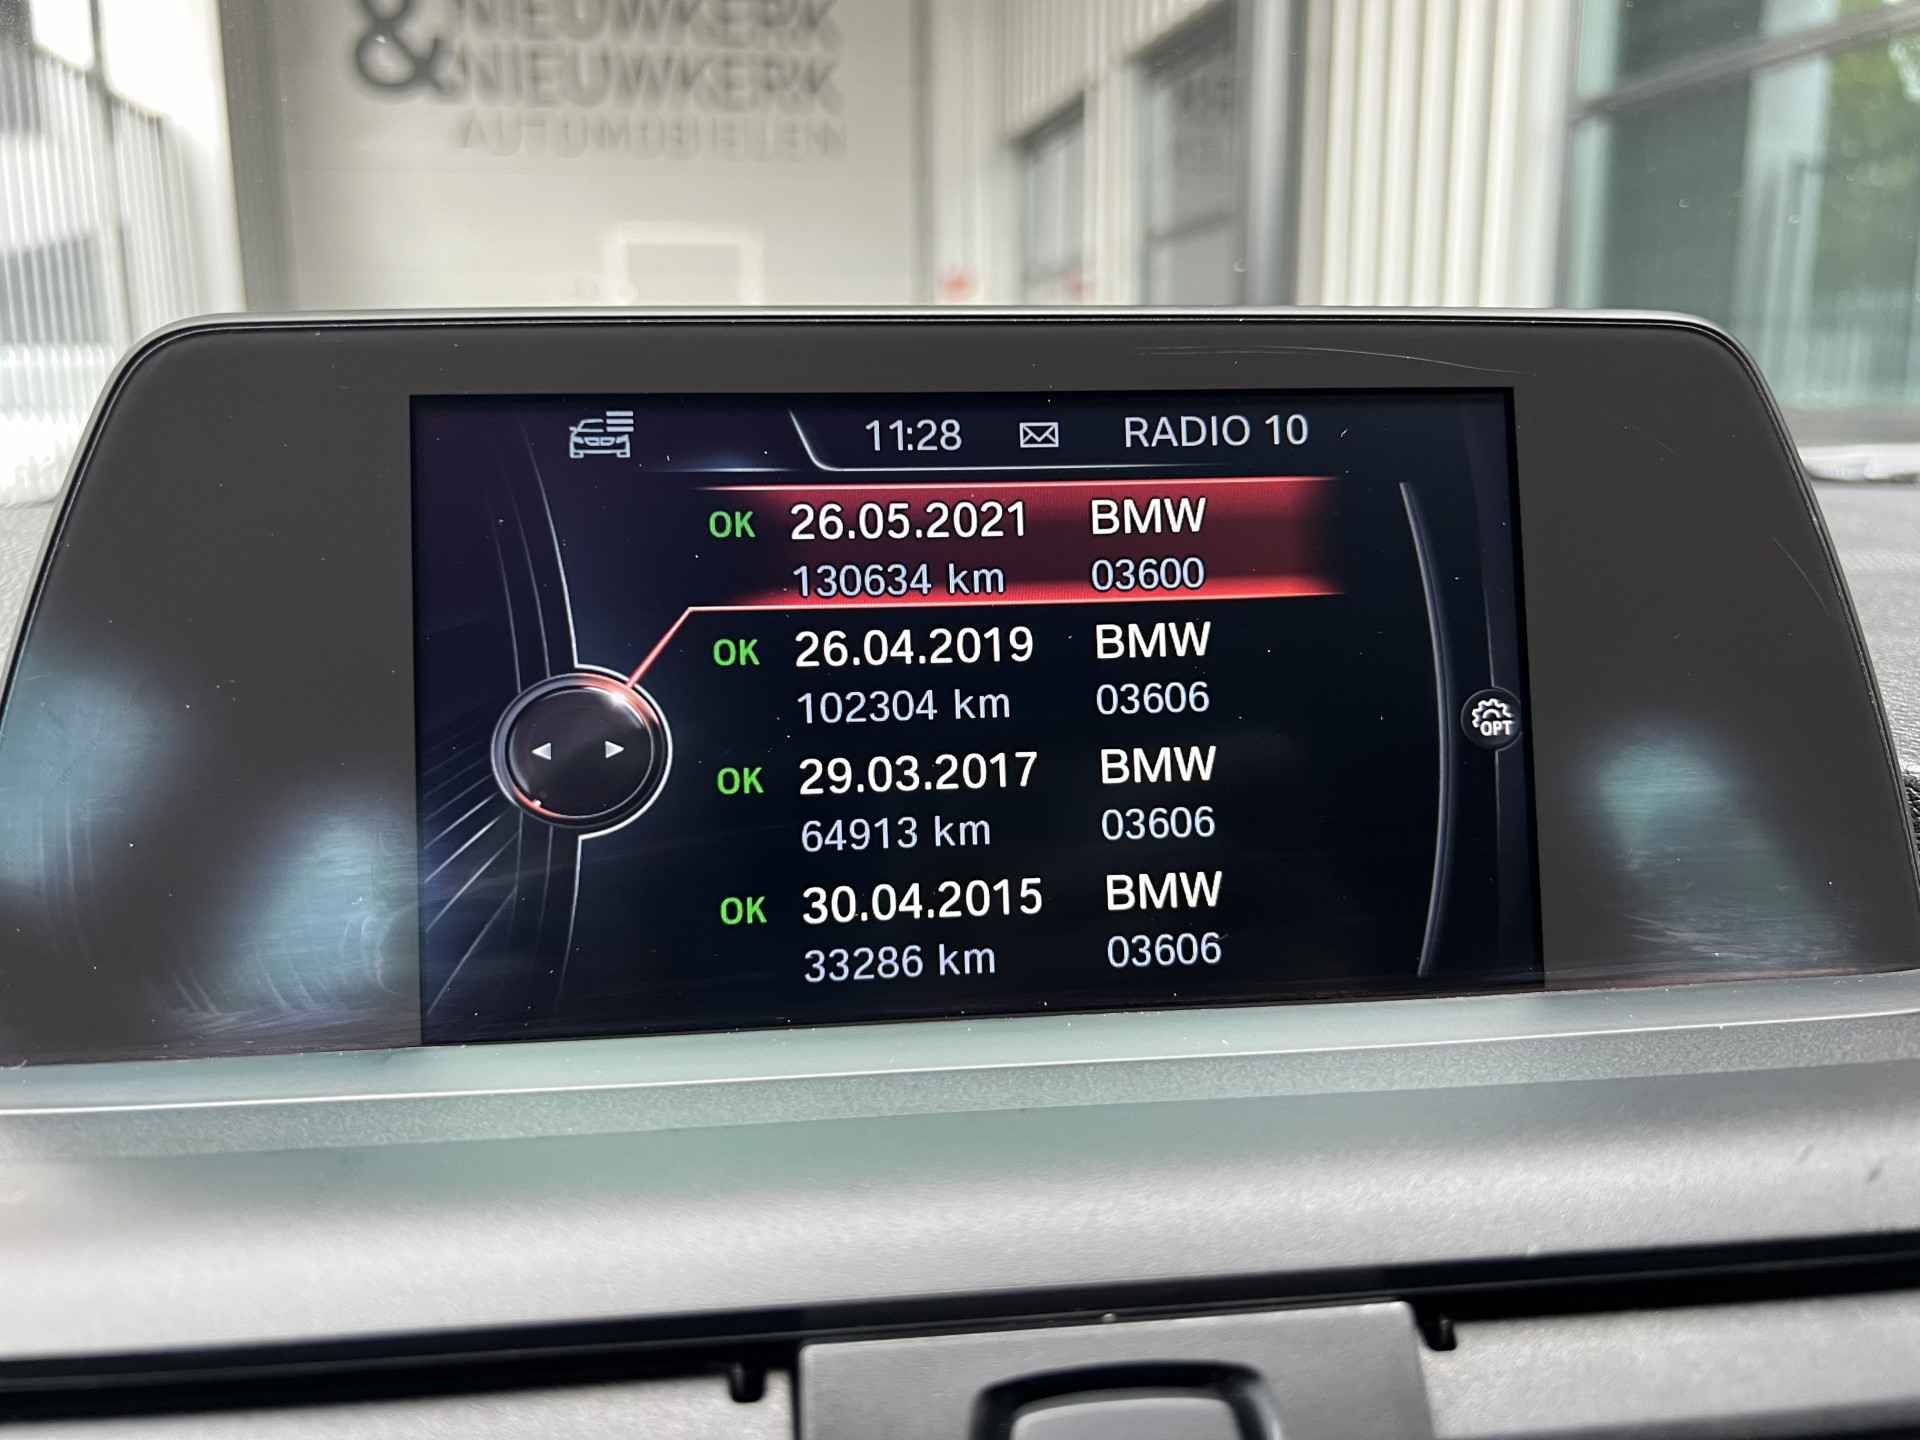 & NIEUWKERK
NIEUWKERK
AUTOMOBIELEN
11:28 RADIO 10
OK 26.05.2021 BMW
130634 km 03600
OK 26.04.2019 BMW
102304 km 03606
OK 29.03.2017 BMW
64913 km 03606
OK 30.04.2015 BMW
33286 km 03606
OPT